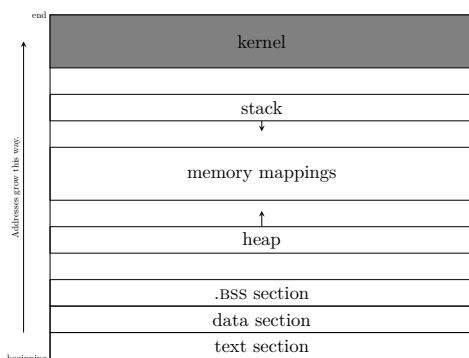 end
kernel
stack
Addresses grow this way.
memory mappings
heap
.BSS section
data section
text section
beginning